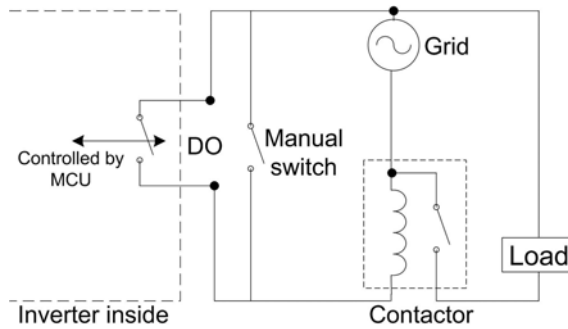 Grid
DO
Manual
switch
Controlled by
MCU
Load
Inverter inside
Contactor